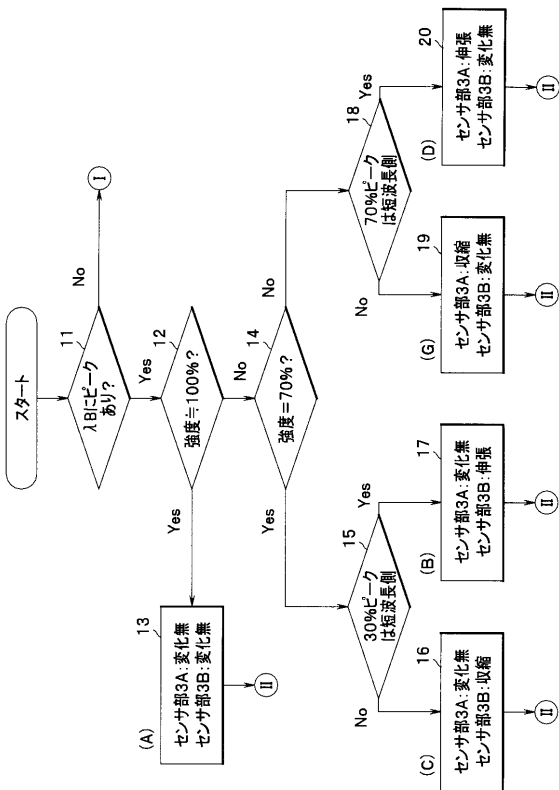 スタート
11
λBにピーク
あり?
No
Ⅰ
Yes
12
強度≒100%?
Yes
No
13
(A)
センサ部3A:変化無
センサ部3B:変化無
Ⅱ
14
強度=70%?
Yes
No
15
30%ピーク
は短波長側
No
Yes
16
(C)
センサ部3A:変化無
センサ部3B:収縮
Ⅱ
17
(B)
センサ部3A:変化無
センサ部3B:伸張
Ⅱ
18
70%ピーク
は短波長側
No
Yes
19
(G)
センサ部3A:収縮
センサ部3B:変化無
Ⅱ
20
(D)
センサ部3A:伸張
センサ部3B:変化無
Ⅱ